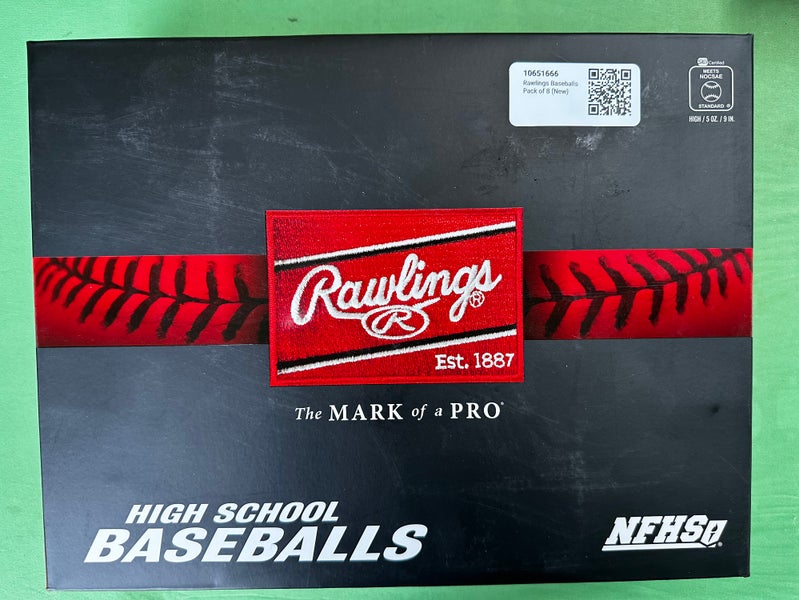 10651666
Rawlings Baseballs
Pack of 8 (New)
SEI Certified
MEETS
NOCSAE
STANDARD
HIGH / 5 OZ. / 9 IN.
Rawlings®
R
Est. 1887
The MARK of a PRO®
HIGH SCHOOL
BASEBALLS
NFHS